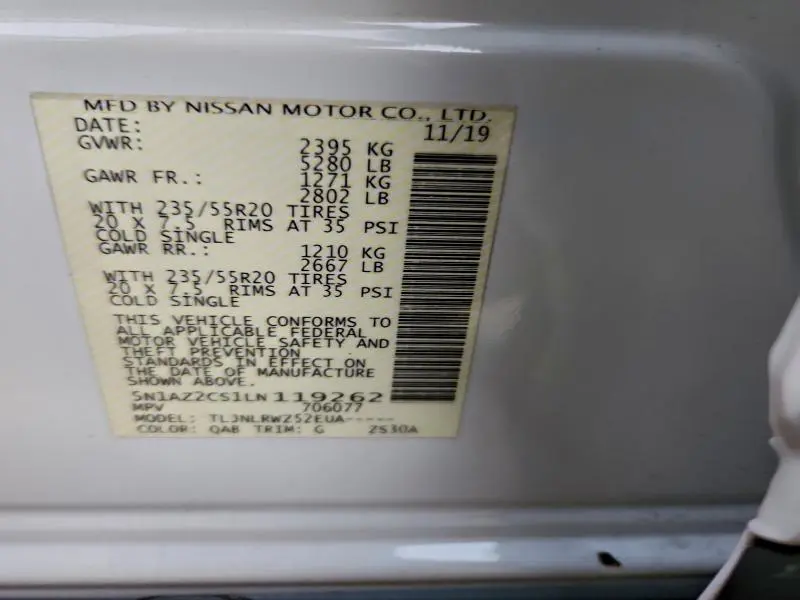 MFD BY NISSAN MOTOR CO., LTD.
DATE: 11/19
GVWR: 2395 KG
5280 LB
GAWR FR.: 1271 KG
2802 LB
WITH 235/55R20 TIRES
20 X 7.5 RIMS AT 35 PSI
COLD SINGLE
GAWR RR.: 1210 KG
2667 LB
WITH 235/55R20 TIRES
20 X 7.5 RIMS AT 35 PSI
COLD SINGLE
THIS VEHICLE CONFORMS TO
ALL APPLICABLE FEDERAL
MOTOR VEHICLE SAFETY AND
THEFT PREVENTION
STANDARDS IN EFFECT ON
THE DATE OF MANUFACTURE
SHOWN ABOVE.
5N1AZ2CS1LN119262
MPV 706077
MODEL: TLJNLRWZ52EUA-----
COLOR: QAB TRIM: G ZS30A